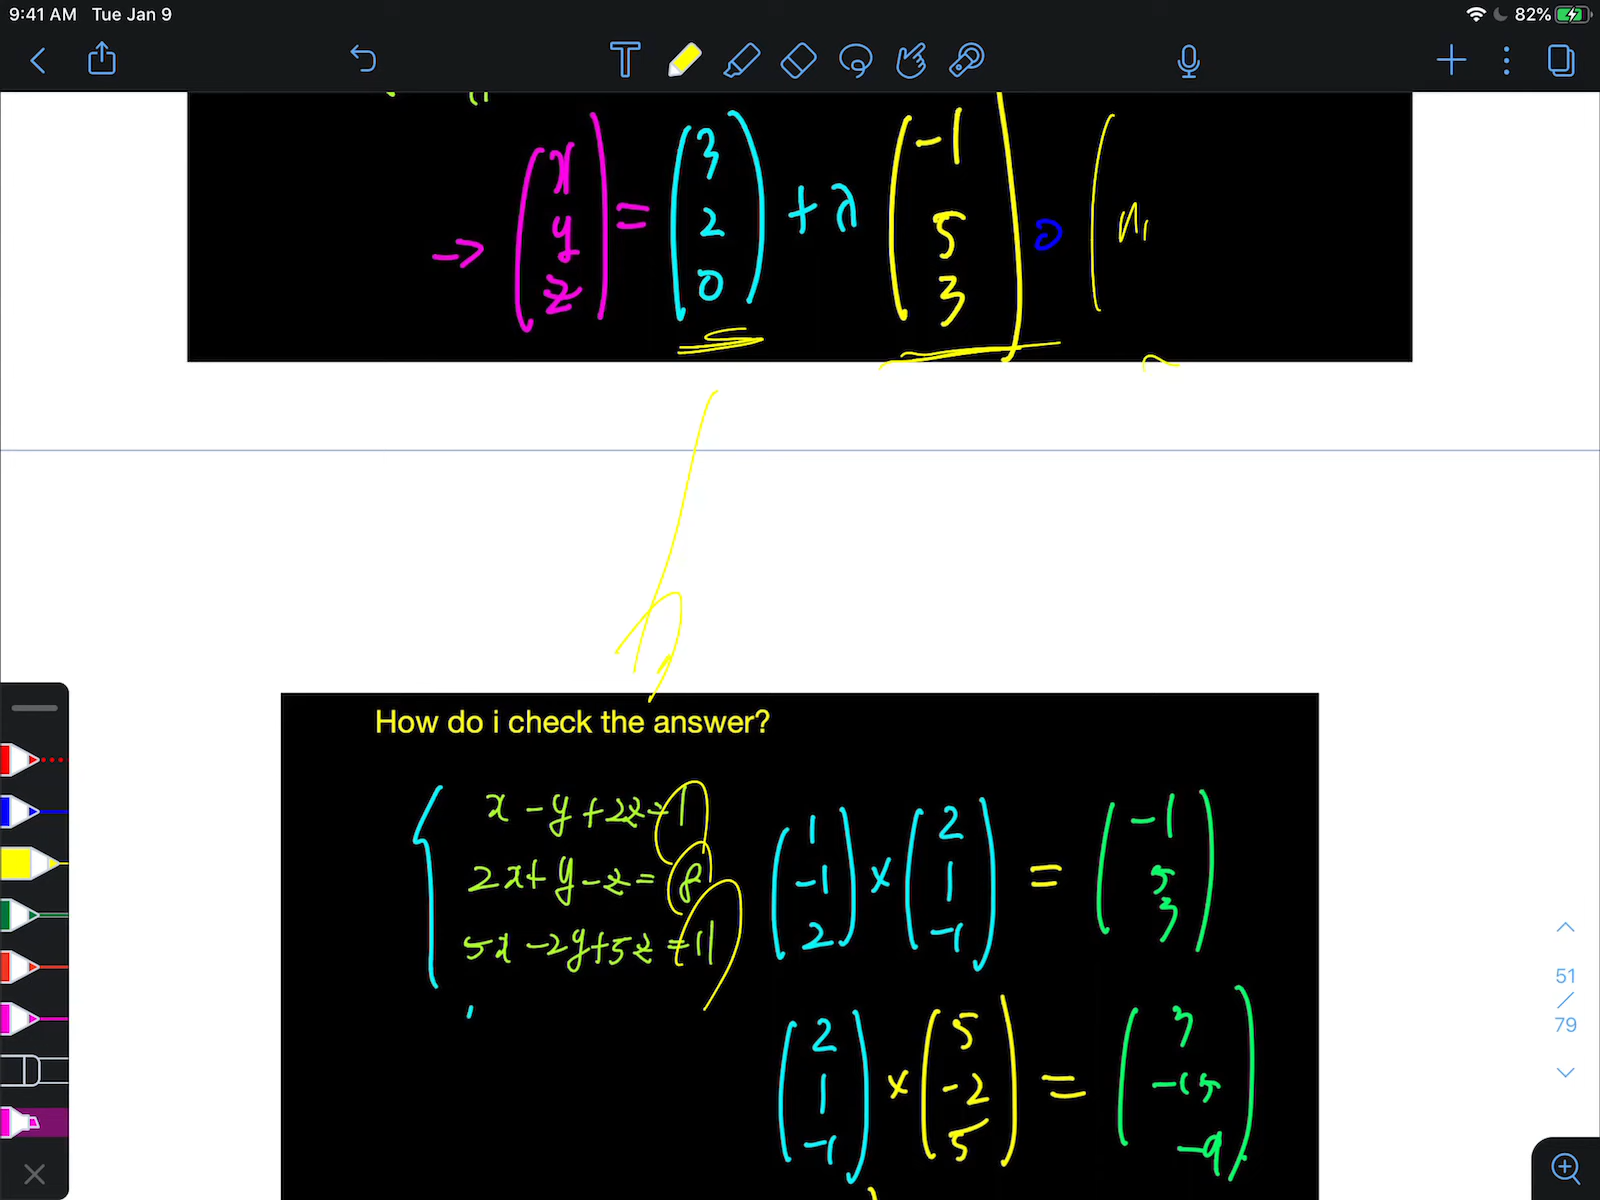 9:41 AM Tue Jan 9 82%
→ (x y z) = (3 2 0) + λ (-1 5 3) • (n₁
How do i check the answer?
x - y + 2z = 1
2x + y - z = 8
5x - 2y + 5z = 11
(1 -1 2) × (2 1 -1) = (-1 5 3)
(2 1 -1) × (5 -2 5) = (3 -15 -9)
51
/
79